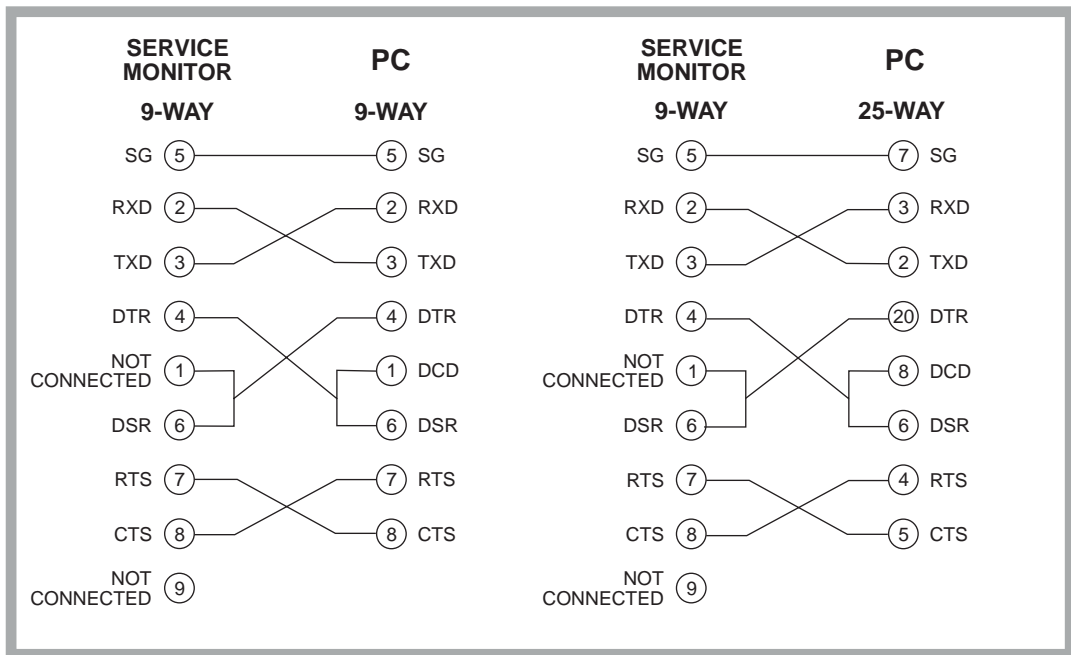 SERVICE
MONITOR
PC
9-WAY
9-WAY
SG 5 5 SG
RXD 2 2 RXD
TXD 3 3 TXD
DTR 4 4 DTR
NOT
CONNECTED 1 1 DCD
DSR 6 6 DSR
RTS 7 7 RTS
CTS 8 8 CTS
NOT
CONNECTED 9
SERVICE
MONITOR
PC
9-WAY
25-WAY
SG 5 7 SG
RXD 2 3 RXD
TXD 3 2 TXD
DTR 4 20 DTR
NOT
CONNECTED 1 8 DCD
DSR 6 6 DSR
RTS 7 4 RTS
CTS 8 5 CTS
NOT
CONNECTED 9